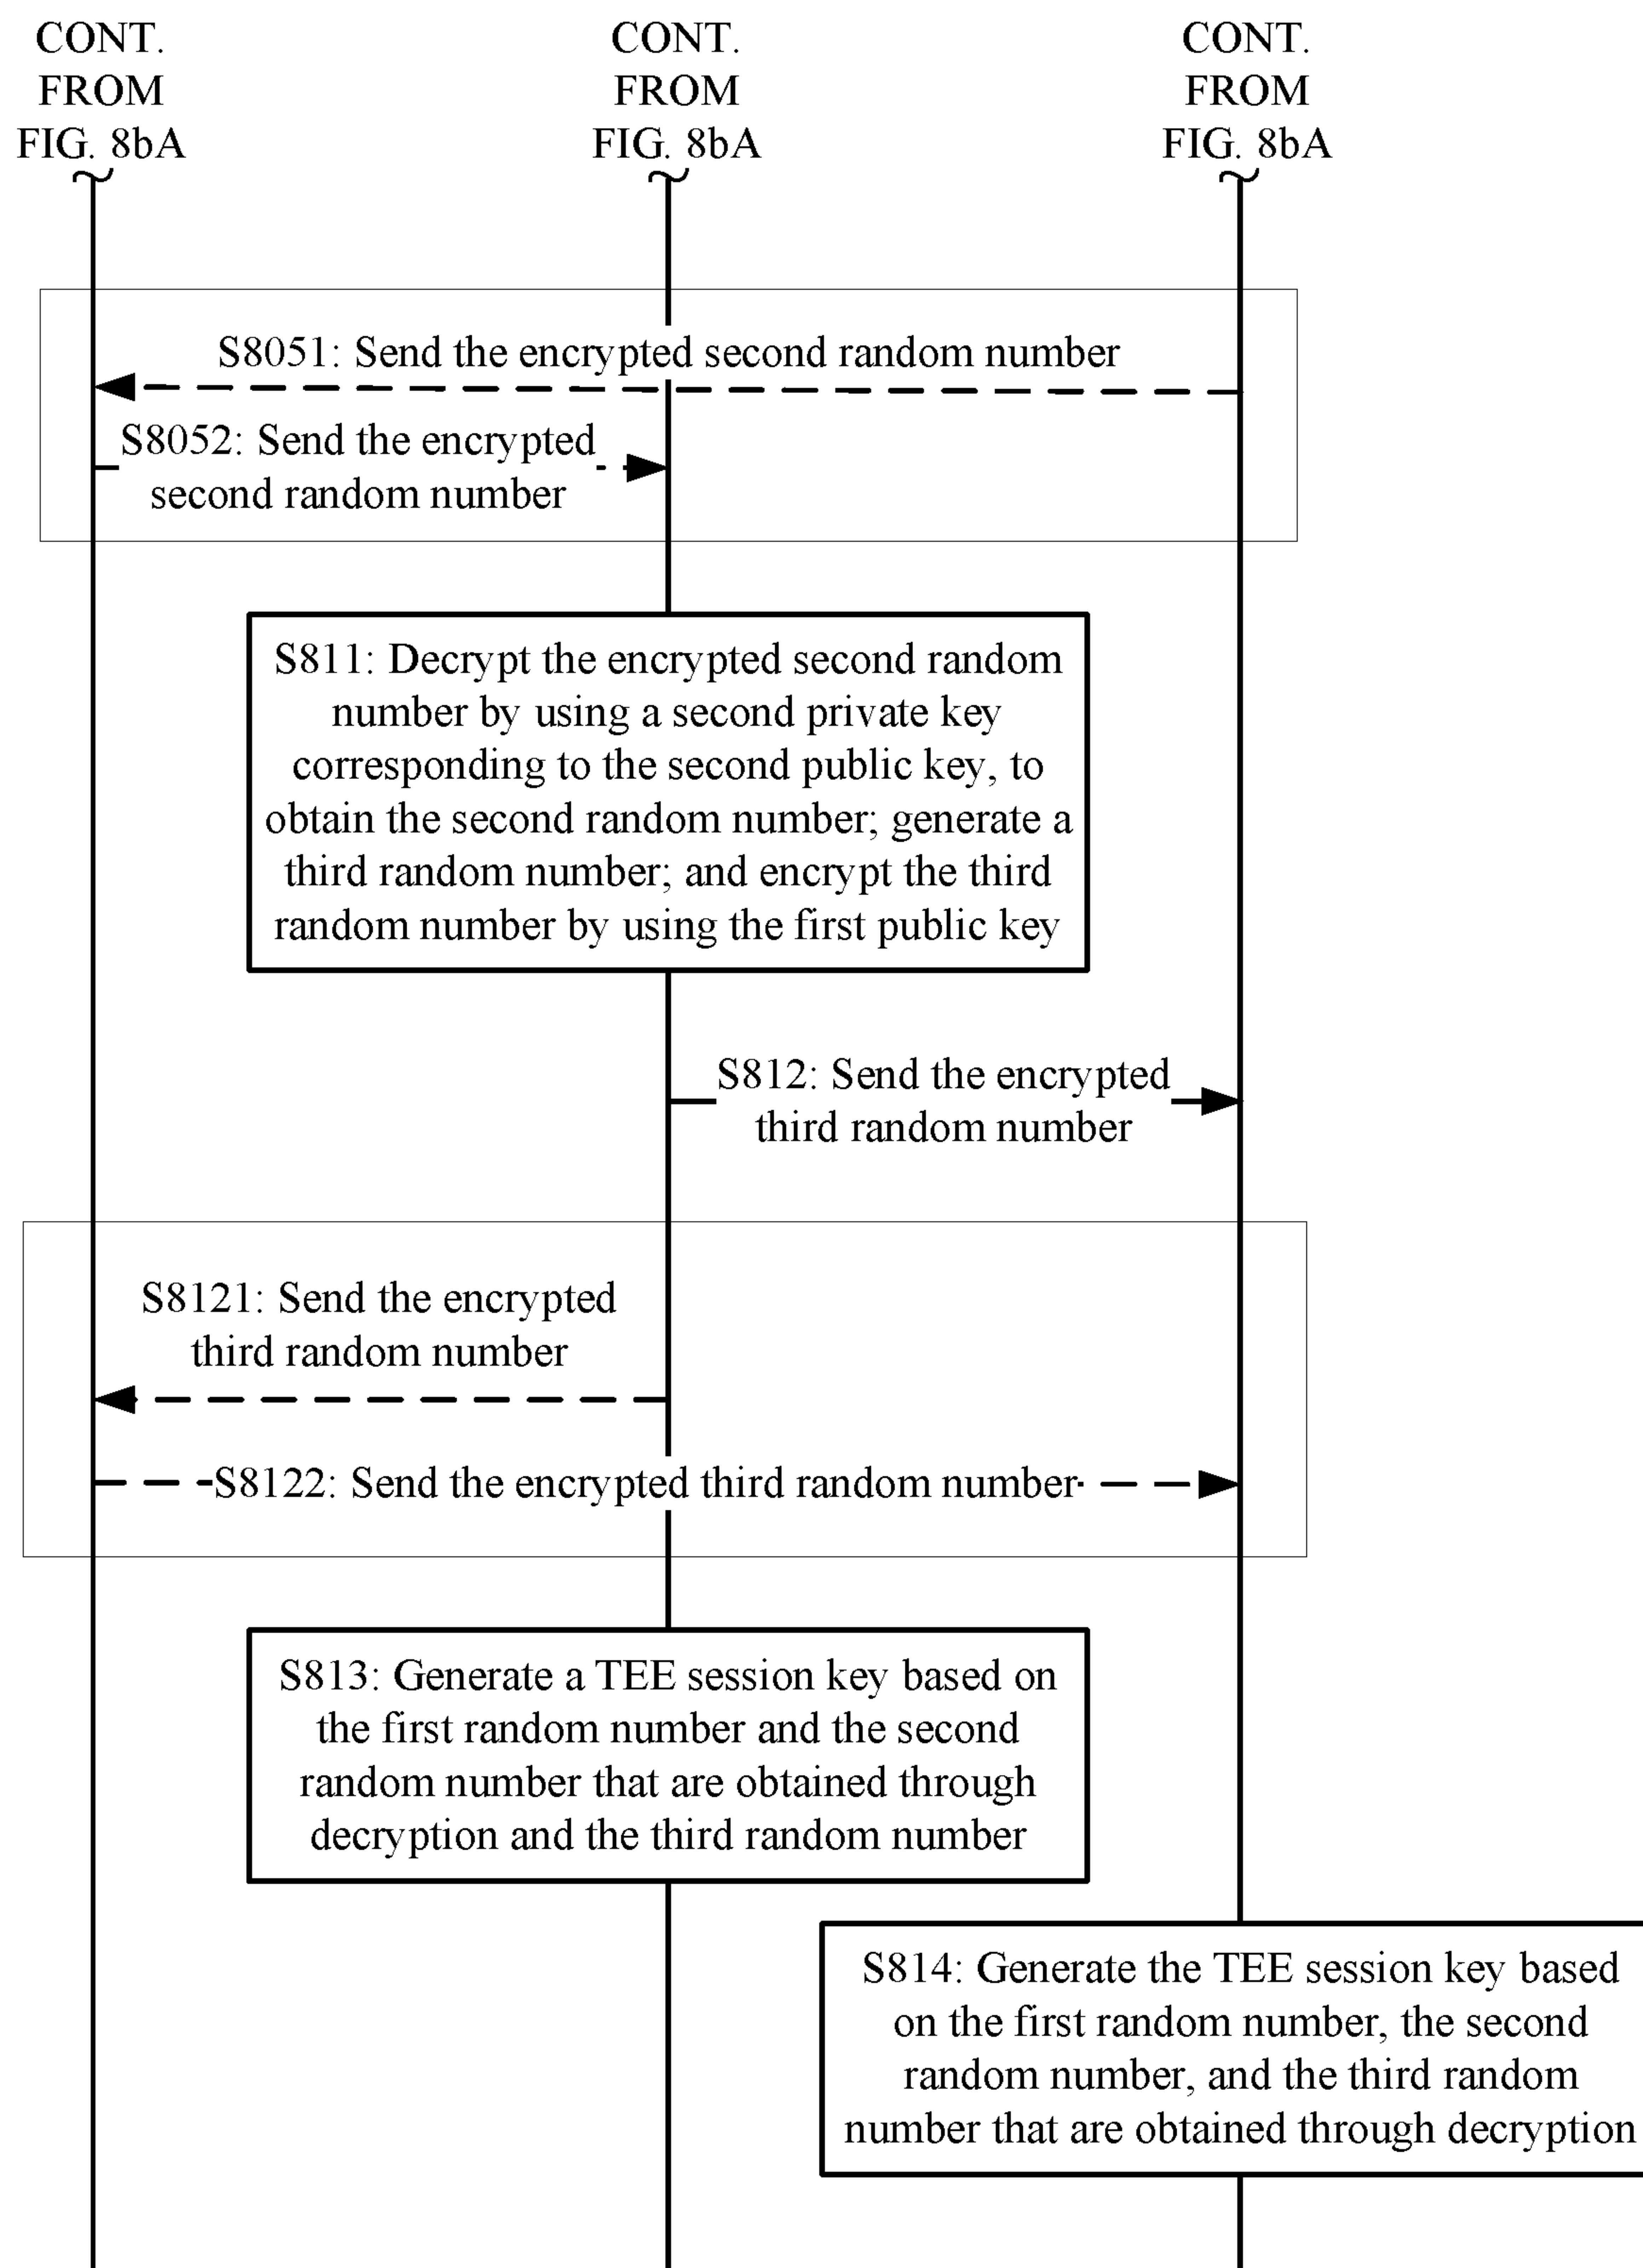 CONT.
FROM
FIG. 8bA
CONT.
FROM
FIG. 8bA
CONT.
FROM
FIG. 8bA
S8051: Send the encrypted second random number
S8052: Send the encrypted
second random number
S811: Decrypt the encrypted second random
number by using a second private key
corresponding to the second public key, to
obtain the second random number; generate a
third random number; and encrypt the third
random number by using the first public key
S812: Send the encrypted
third random number
S8121: Send the encrypted
third random number
S8122: Send the encrypted third random number
S813: Generate a TEE session key based on
the first random number and the second
random number that are obtained through
decryption and the third random number
S814: Generate the TEE session key based
on the first random number, the second
random number, and the third random
number that are obtained through decryption